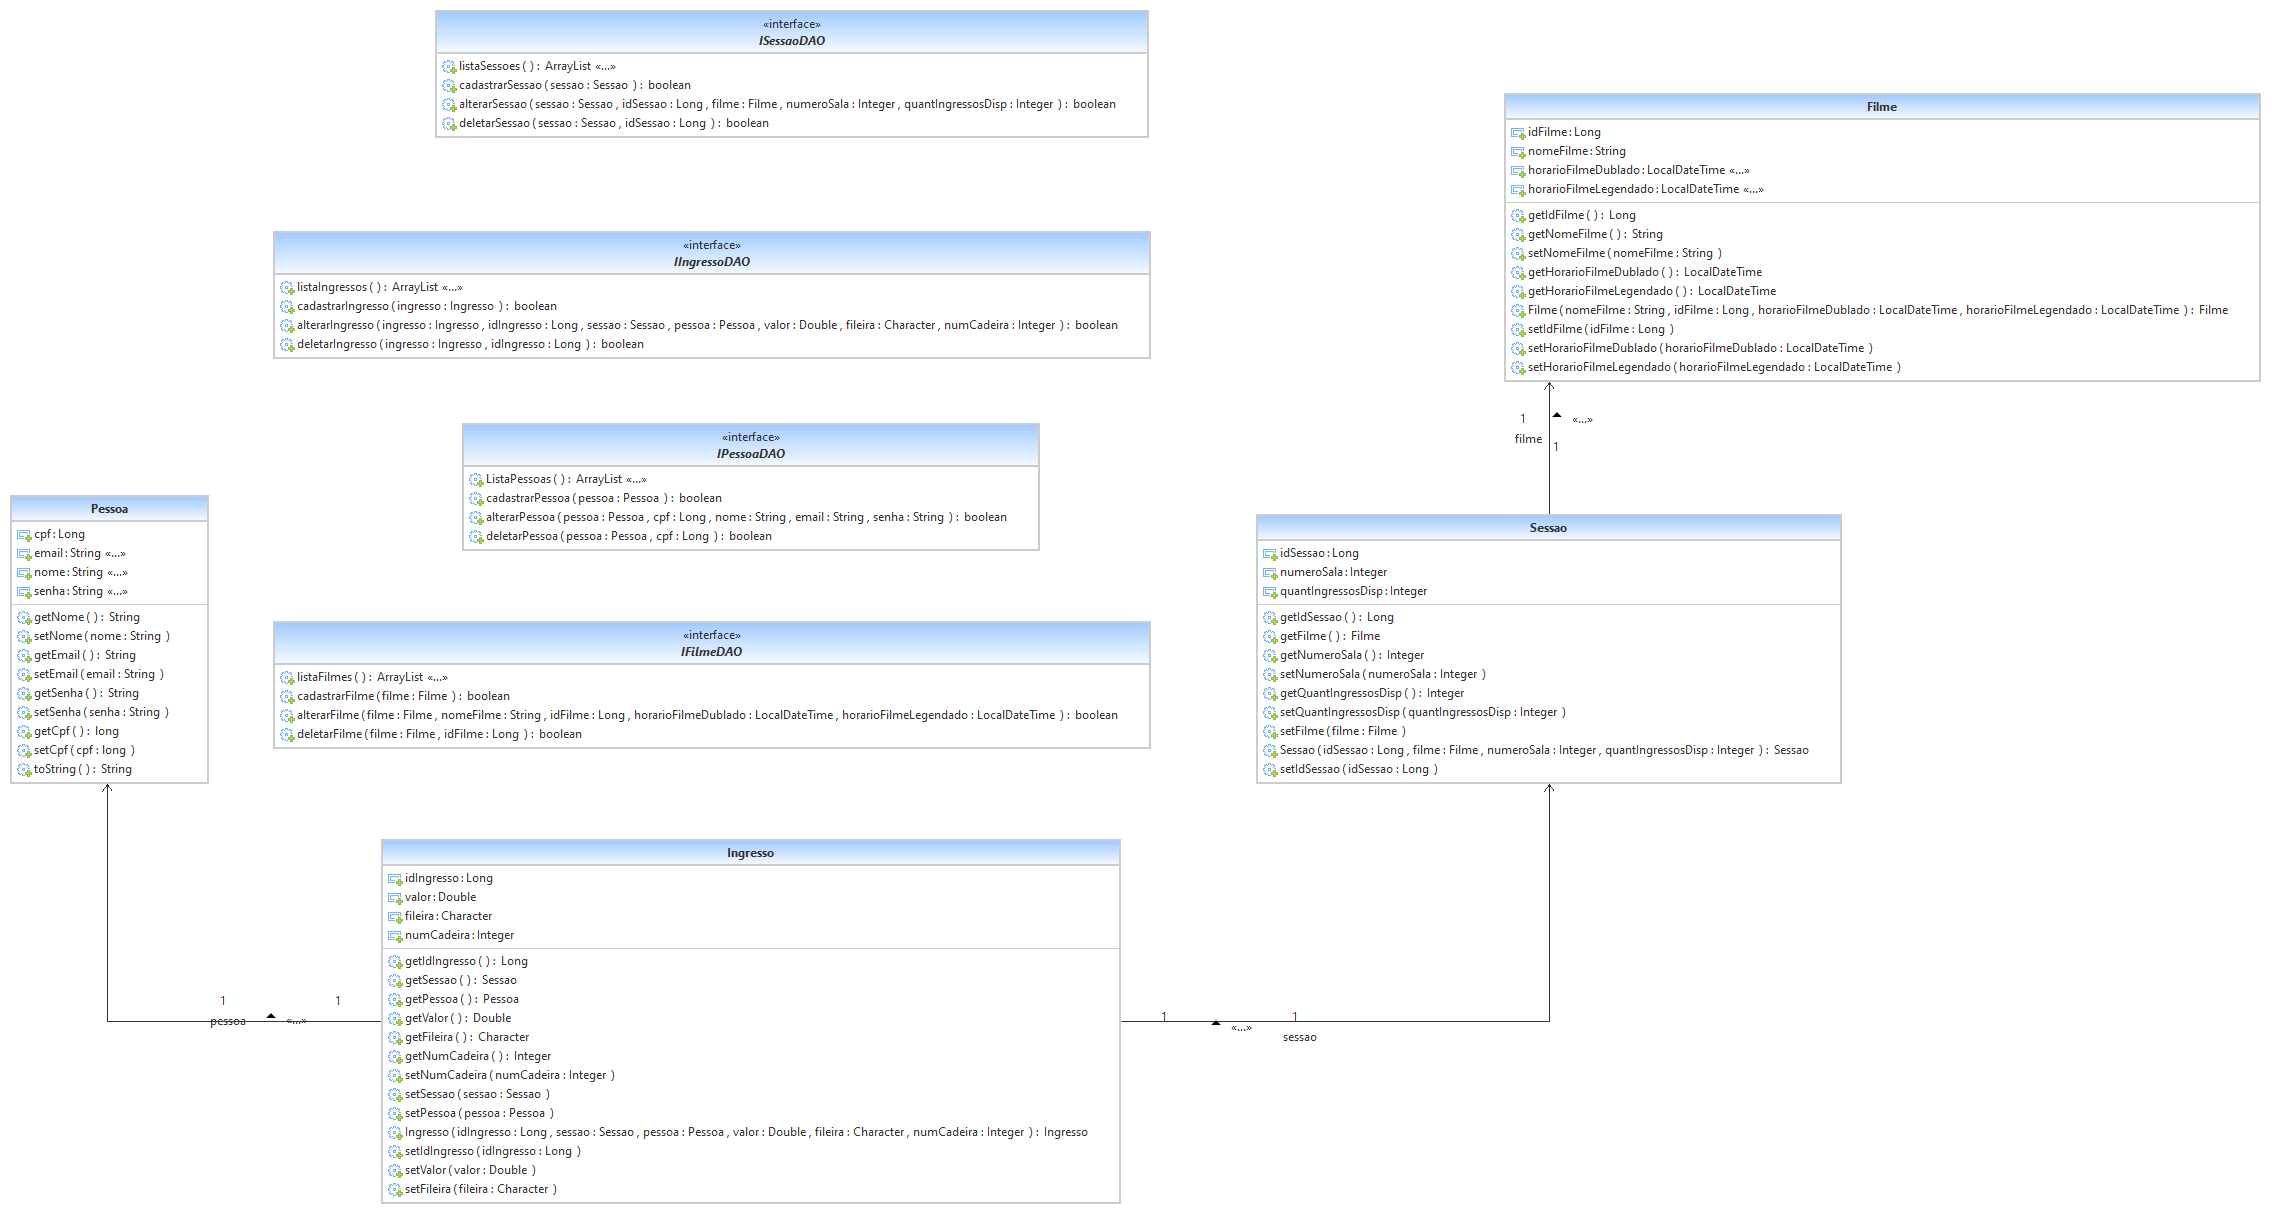 «interface»
ISessaoDAO
listaSessoes ( ) : ArrayList «...»
cadastrarSessao ( sessao : Sessao ) : boolean
alterarSessao ( sessao : Sessao , idSessao : Long , filme : Filme , numeroSala : Integer , quantIngressosDisp : Integer ) : boolean
deletarSessao ( sessao : Sessao , idSessao : Long ) : boolean
Filme
idFilme : Long
nomeFilme : String
horarioFilmeDublado : LocalDateTime «...»
horarioFilmeLegendado : LocalDateTime «...»
getIdFilme ( ) : Long
getNomeFilme ( ) : String
setNomeFilme ( nomeFilme : String )
getHorarioFilmeDublado ( ) : LocalDateTime
getHorarioFilmeLegendado ( ) : LocalDateTime
Filme ( nomeFilme : String , idFilme : Long , horarioFilmeDublado : LocalDateTime , horarioFilmeLegendado : LocalDateTime ) : Filme
setIdFilme ( idFilme : Long )
setHorarioFilmeDublado ( horarioFilmeDublado : LocalDateTime )
setHorarioFilmeLegendado ( horarioFilmeLegendado : LocalDateTime )
«interface»
IIngressoDAO
listaIngressos ( ) : ArrayList «...»
cadastrarIngresso ( ingresso : Ingresso ) : boolean
alterarIngresso ( ingresso : Ingresso , idIngresso : Long , sessao : Sessao , pessoa : Pessoa , valor : Double , fileira : Character , numCadeira : Integer ) : boolean
deletarIngresso ( ingresso : Ingresso , idIngresso : Long ) : boolean
1
«...»
filme
1
«interface»
IPessoaDAO
ListaPessoas ( ) : ArrayList «...»
cadastrarPessoa ( pessoa : Pessoa ) : boolean
alterarPessoa ( pessoa : Pessoa , cpf : Long , nome : String , email : String , senha : String ) : boolean
deletarPessoa ( pessoa : Pessoa , cpf : Long ) : boolean
Pessoa
cpf : Long
email : String «...»
nome : String «...»
senha : String «...»
getNome ( ) : String
setNome ( nome : String )
getEmail ( ) : String
setEmail ( email : String )
getSenha ( ) : String
setSenha ( senha : String )
getCpf ( ) : long
setCpf ( cpf : long )
toString ( ) : String
Sessao
idSessao : Long
numeroSala : Integer
quantIngressosDisp : Integer
getIdSessao ( ) : Long
getFilme ( ) : Filme
getNumeroSala ( ) : Integer
setNumeroSala ( numeroSala : Integer )
getQuantIngressosDisp ( ) : Integer
setQuantIngressosDisp ( quantIngressosDisp : Integer )
setFilme ( filme : Filme )
Sessao ( idSessao : Long , filme : Filme , numeroSala : Integer , quantIngressosDisp : Integer ) : Sessao
setIdSessao ( idSessao : Long )
«interface»
IFilmeDAO
listaFilmes ( ) : ArrayList «...»
cadastrarFilme ( filme : Filme ) : boolean
alterarFilme ( filme : Filme , nomeFilme : String , idFilme : Long , horarioFilmeDublado : LocalDateTime , horarioFilmeLegendado : LocalDateTime ) : boolean
deletarFilme ( filme : Filme , idFilme : Long ) : boolean
Ingresso
idIngresso : Long
valor : Double
fileira : Character
numCadeira : Integer
getIdIngresso ( ) : Long
getSessao ( ) : Sessao
getPessoa ( ) : Pessoa
getValor ( ) : Double
getFileira ( ) : Character
getNumCadeira ( ) : Integer
setNumCadeira ( numCadeira : Integer )
setSessao ( sessao : Sessao )
setPessoa ( pessoa : Pessoa )
Ingresso ( idIngresso : Long , sessao : Sessao , pessoa : Pessoa , valor : Double , fileira : Character , numCadeira : Integer ) : Ingresso
setIdIngresso ( idIngresso : Long )
setValor ( valor : Double )
setFileira ( fileira : Character )
1 1
pessoa «...»
1 1
«...»
sessao